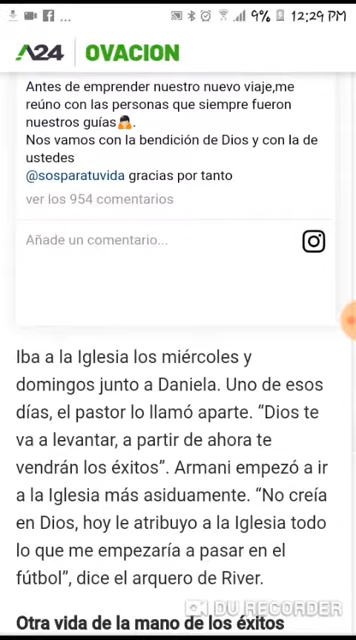 9% 12:29 PM
A24 | OVACION
Antes de emprender nuestro nuevo viaje,me
reúno con las personas que siempre fueron
nuestros guías🙇🏻.
Nos vamos con la bendición de Dios y con la de
ustedes
@sosparatuvida gracias por tanto
ver los 954 comentarios
Añade un comentario...
Iba a la Iglesia los miércoles y
domingos junto a Daniela. Uno de esos
días, el pastor lo llamó aparte. “Dios te
va a levantar, a partir de ahora te
vendrán los éxitos”. Armani empezó a ir
a la Iglesia más asiduamente. “No creía
en Dios, hoy le atribuyo a la Iglesia todo
lo que me empezaría a pasar en el
fútbol”, dice el arquero de River.
DU RECORDER
Otra vida de la mano de los éxitos